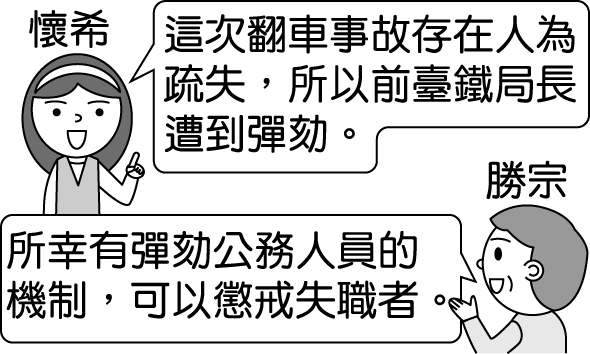 懷希
這次翻車事故存在人為
疏失，所以前臺鐵局長
遭到彈劾。
勝宗
所幸有彈劾公務人員的
機制，可以懲戒失職者。